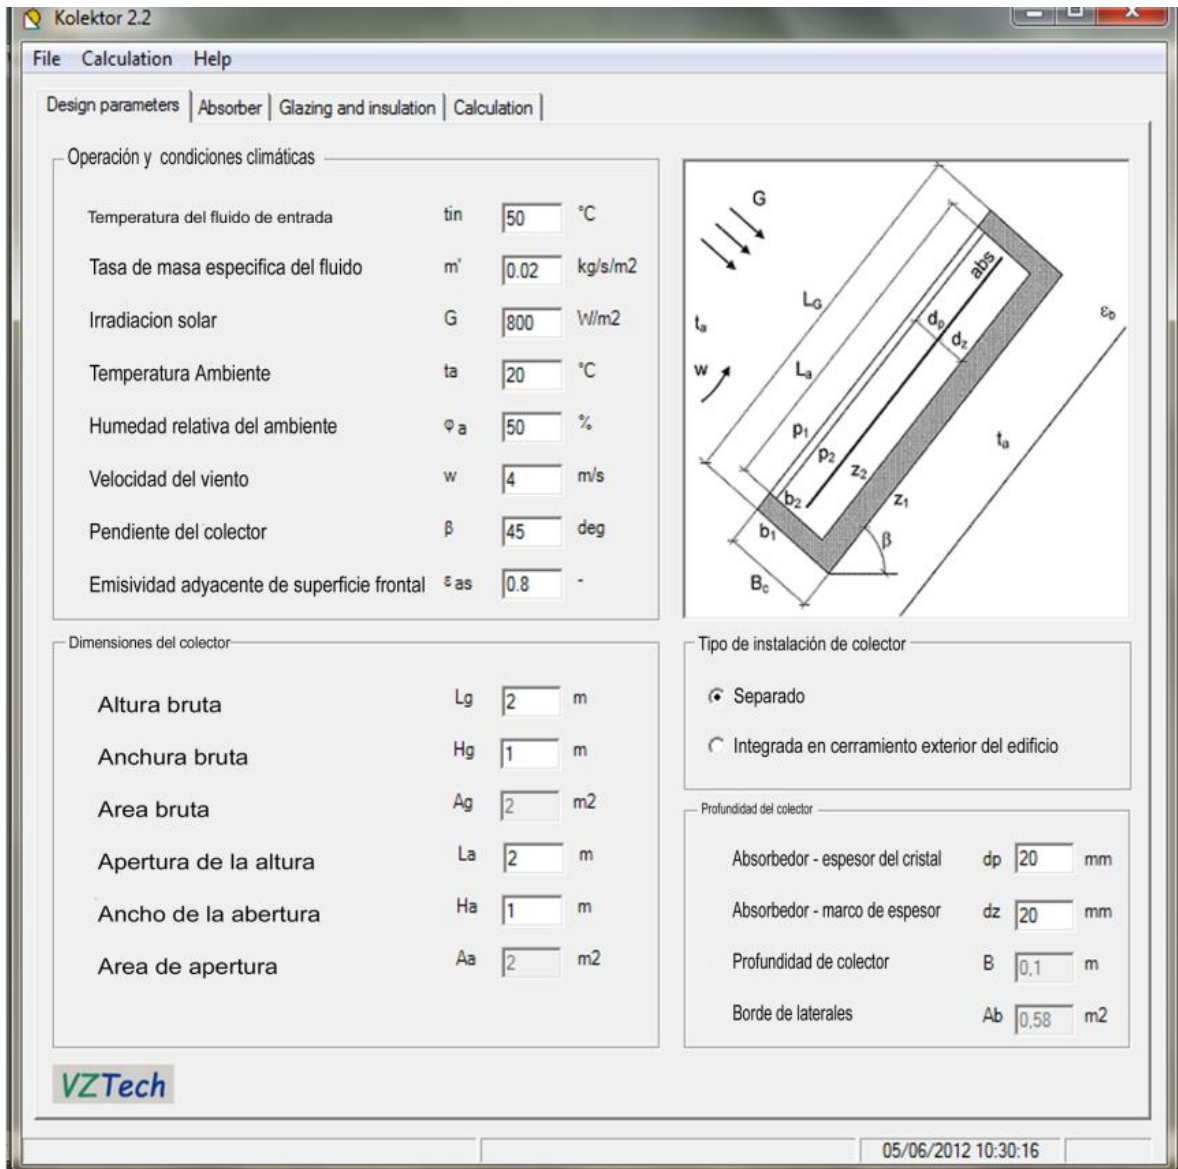 Kolektor 2.2
File Calculation Help
Design parameters Absorber Glazing and insulation Calculation
Operación y condiciones climáticas
Temperatura del fluido de entrada tin 50 °C
Tasa de masa especifica del fluido m' 0.02 kg/s/m2
Irradiacion solar G 800 W/m2
Temperatura Ambiente ta 20 °C
Humedad relativa del ambiente φa 50 %
Velocidad del viento w 4 m/s
Pendiente del colector β 45 deg
Emisividad adyacente de superficie frontal εas 0.8 -
G
abs
LG
dp
dz
εb
ta
w
La
p1
p2
z2
z1
ta
b2
b1
β
Bc
Dimensiones del colector
Altura bruta Lg 2 m
Anchura bruta Hg 1 m
Area bruta Ag 2 m2
Apertura de la altura La 2 m
Ancho de la abertura Ha 1 m
Area de apertura Aa 2 m2
Tipo de instalación de colector
Separado
Integrada en cerramiento exterior del edificio
Profundidad del colector
Absorbedor - espesor del cristal dp 20 mm
Absorbedor - marco de espesor dz 20 mm
Profundidad de colector B 0,1 m
Borde de laterales Ab 0,58 m2
VZTech
05/06/2012 10:30:16